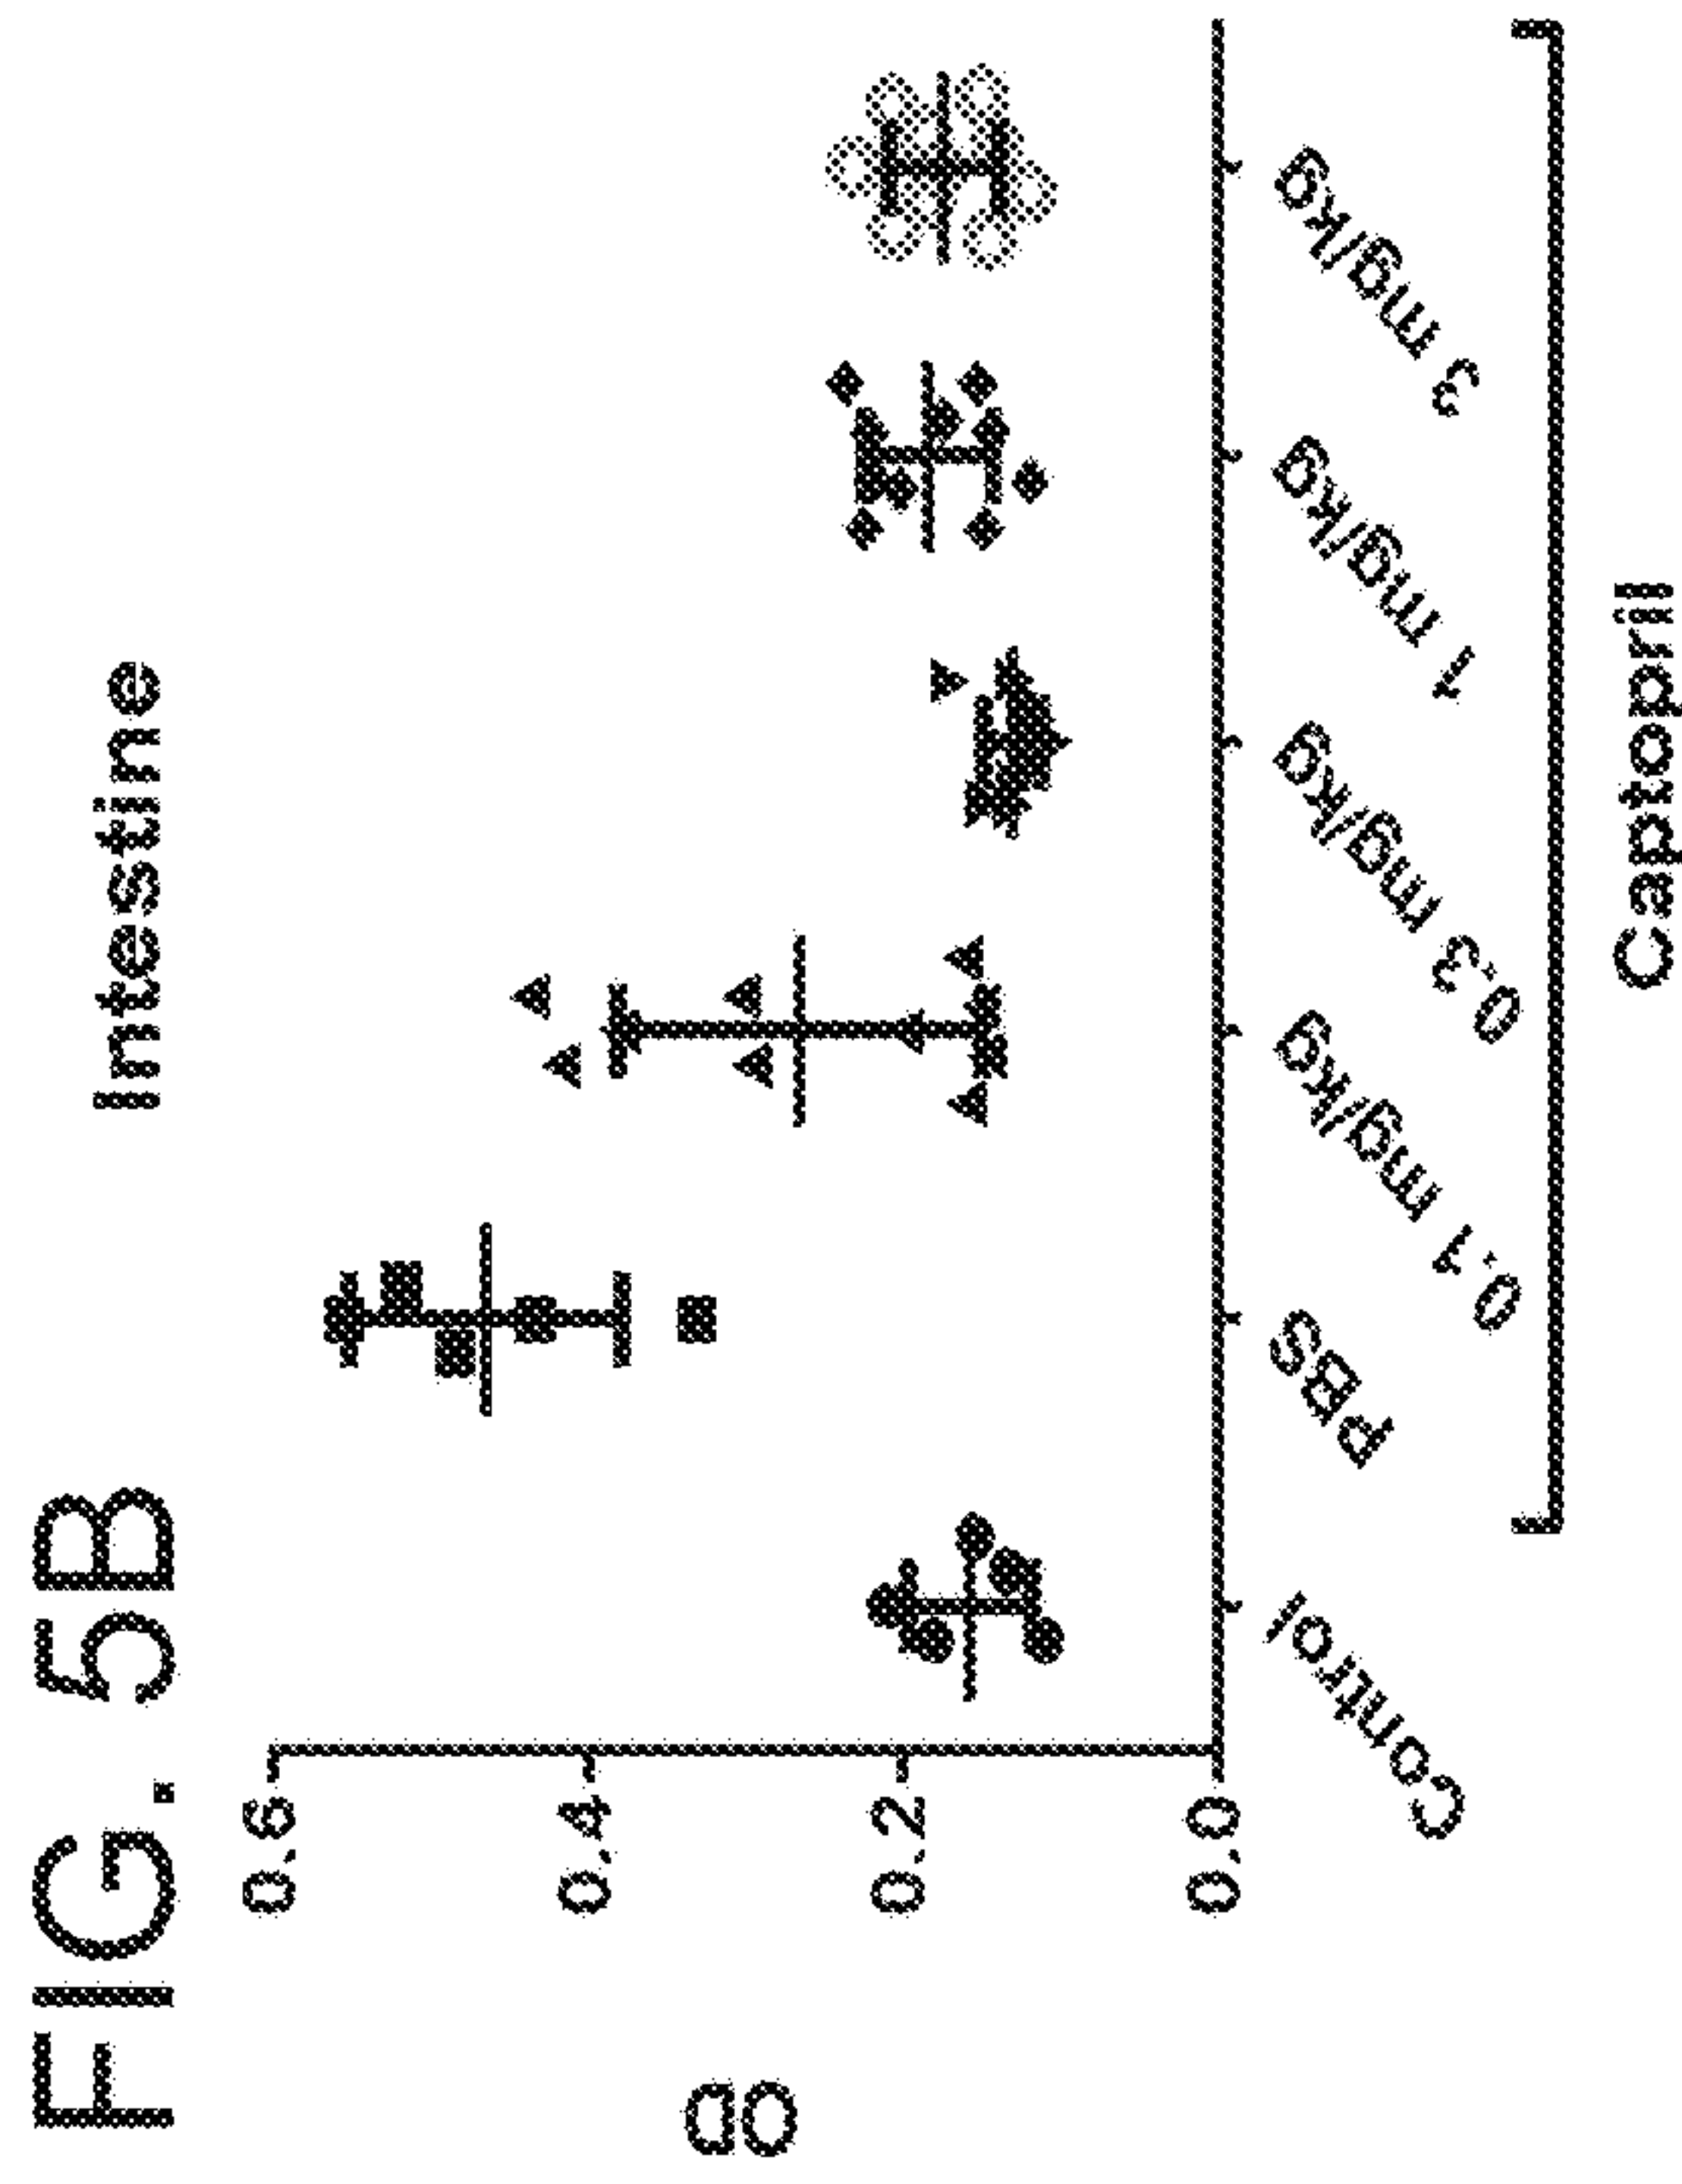 FIG. 5B
Intestine
OD
0.6
0.4
0.2
0.0
Control
PBS
0.1 mg/kg
0.3 mg/kg
1 mg/kg
3 mg/kg
Captopril